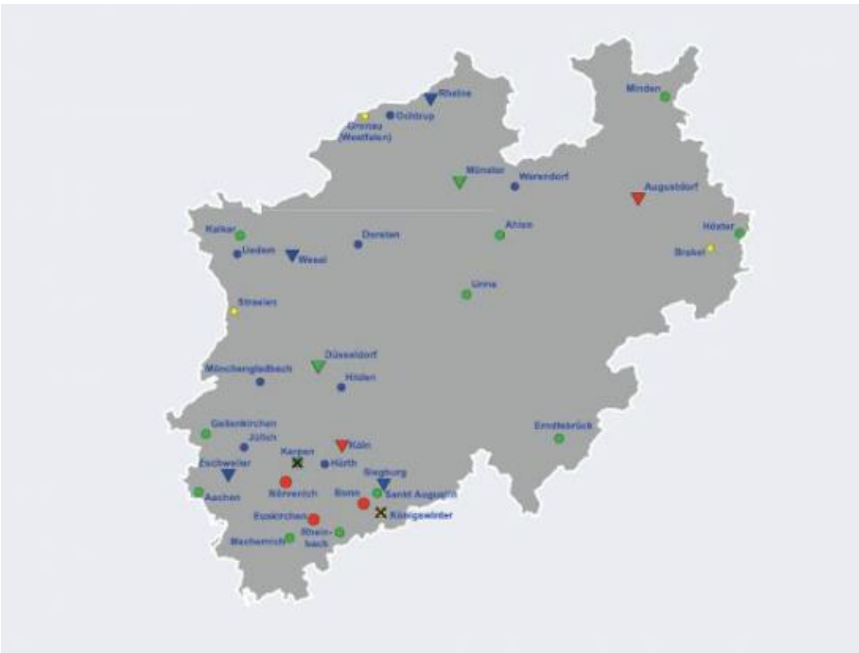 Rheine
Minden
Ochtrup
Gronau
(Westfalen)
Münster
Warendorf
Augustdorf
Kalkar
Ahlen
Höxter
Dorsten
Uedem
Wesel
Brakel
Unna
Straelen
Düsseldorf
Mönchengladbach
Hilden
Geilenkirchen
Erndtebrück
Jülich
Köln
Kerpen
Eschweiler
Hürth
Siegburg
Aachen
Nörvenich
Bonn
Sankt Augustin
Euskirchen
Königswinter
Mechernich
Rhein-
bach